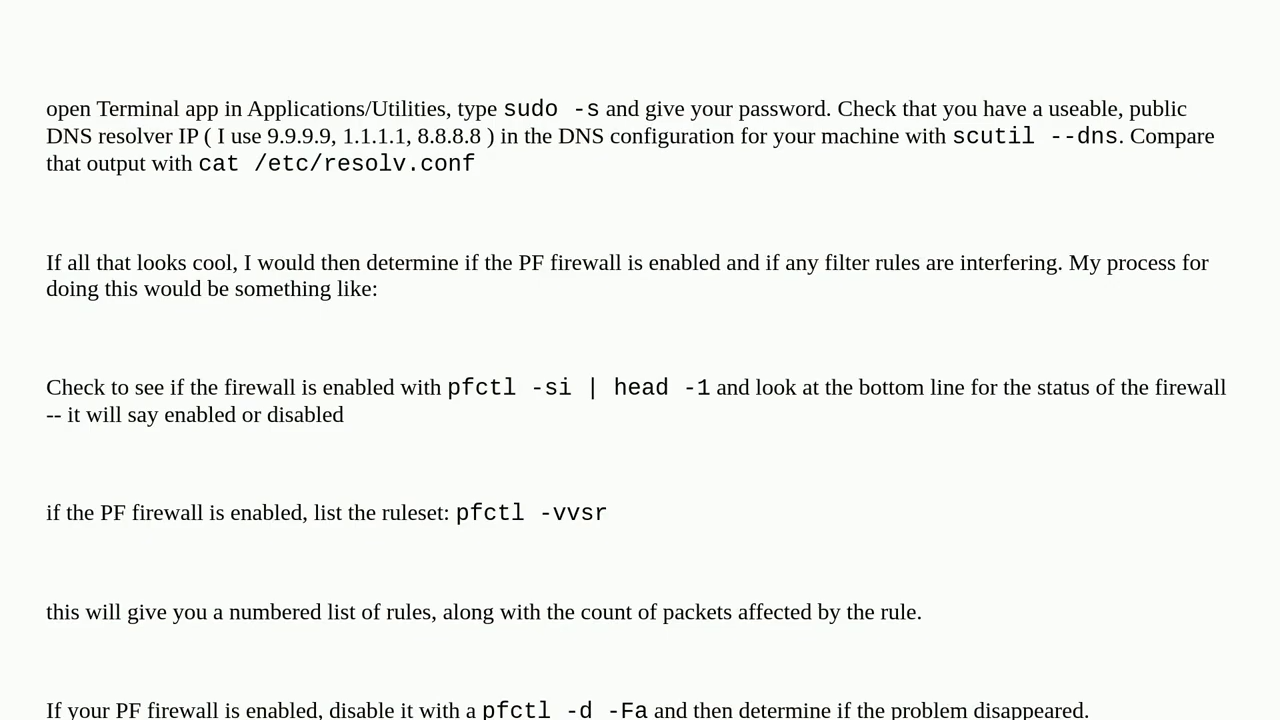 open Terminal app in Applications/Utilities, type sudo -s and give your password. Check that you have a useable, public
DNS resolver IP ( I use 9.9.9.9, 1.1.1.1, 8.8.8.8 ) in the DNS configuration for your machine with scutil --dns. Compare
that output with cat /etc/resolv.conf
If all that looks cool, I would then determine if the PF firewall is enabled and if any filter rules are interfering. My process for
doing this would be something like:
Check to see if the firewall is enabled with pfctl -si | head -1 and look at the bottom line for the status of the firewall
-- it will say enabled or disabled
if the PF firewall is enabled, list the ruleset: pfctl -vvsr
this will give you a numbered list of rules, along with the count of packets affected by the rule.
If your PF firewall is enabled, disable it with a pfctl -d -Fa and then determine if the problem disappeared.